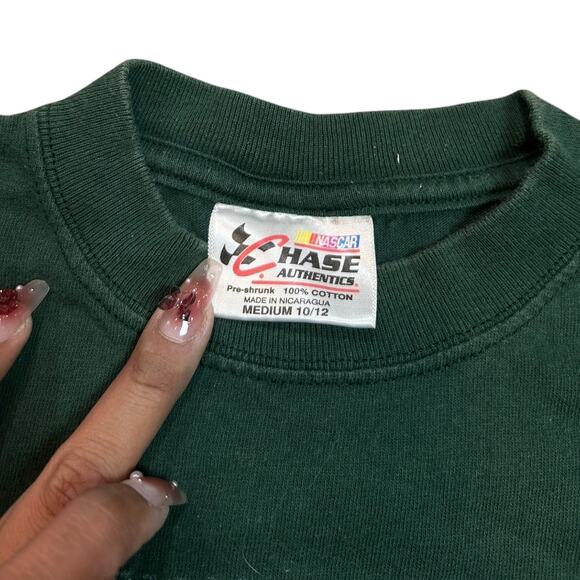 NASCAR
CHASE
AUTHENTICS
Pre-shrunk 100% COTTON
MADE IN NICARAGUA
MEDIUM 10/12